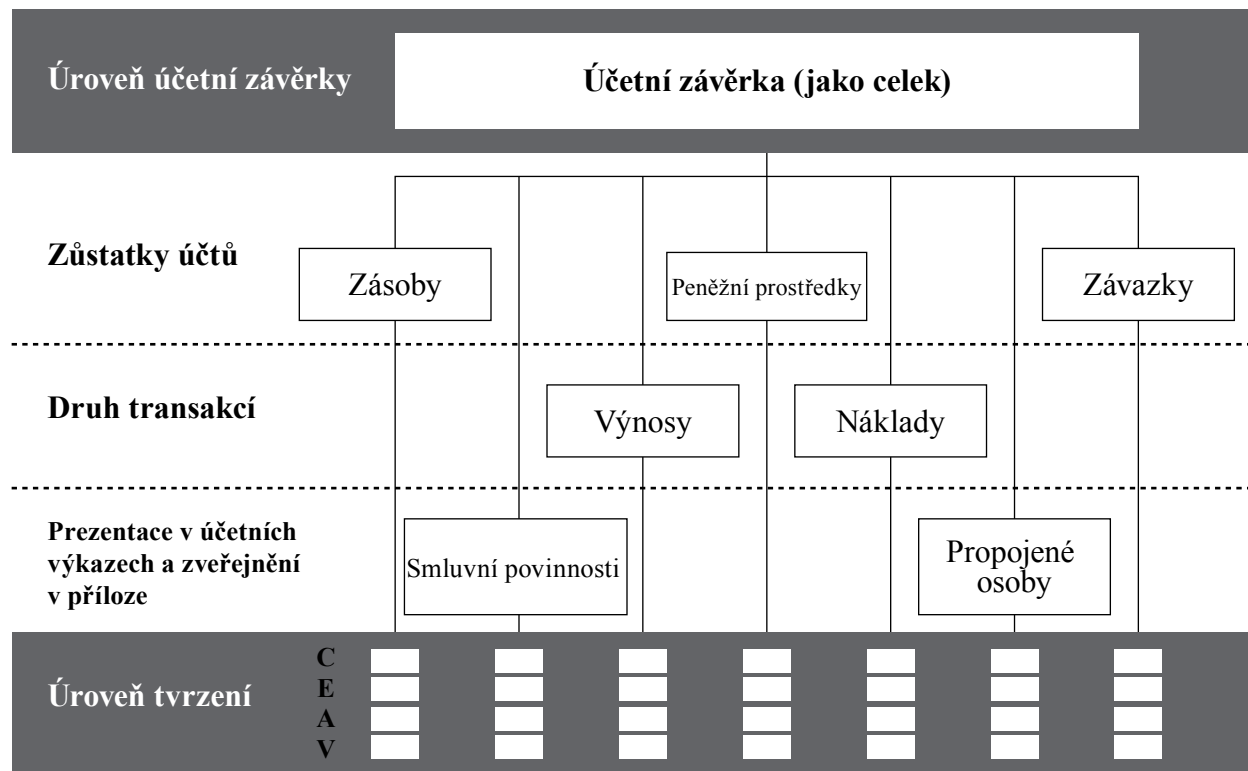 Úroveň účetní závěrky
Účetní závěrka (jako celek)
Zůstatky účtů
Zásoby
Peněžní prostředky
Závazky
Druh transakcí
Výnosy
Náklady
Prezentace v účetních
výkazech a zveřejnění
v příloze
Smluvní povinnosti
Propojené
osoby
Úroveň tvrzení
C
E
A
V